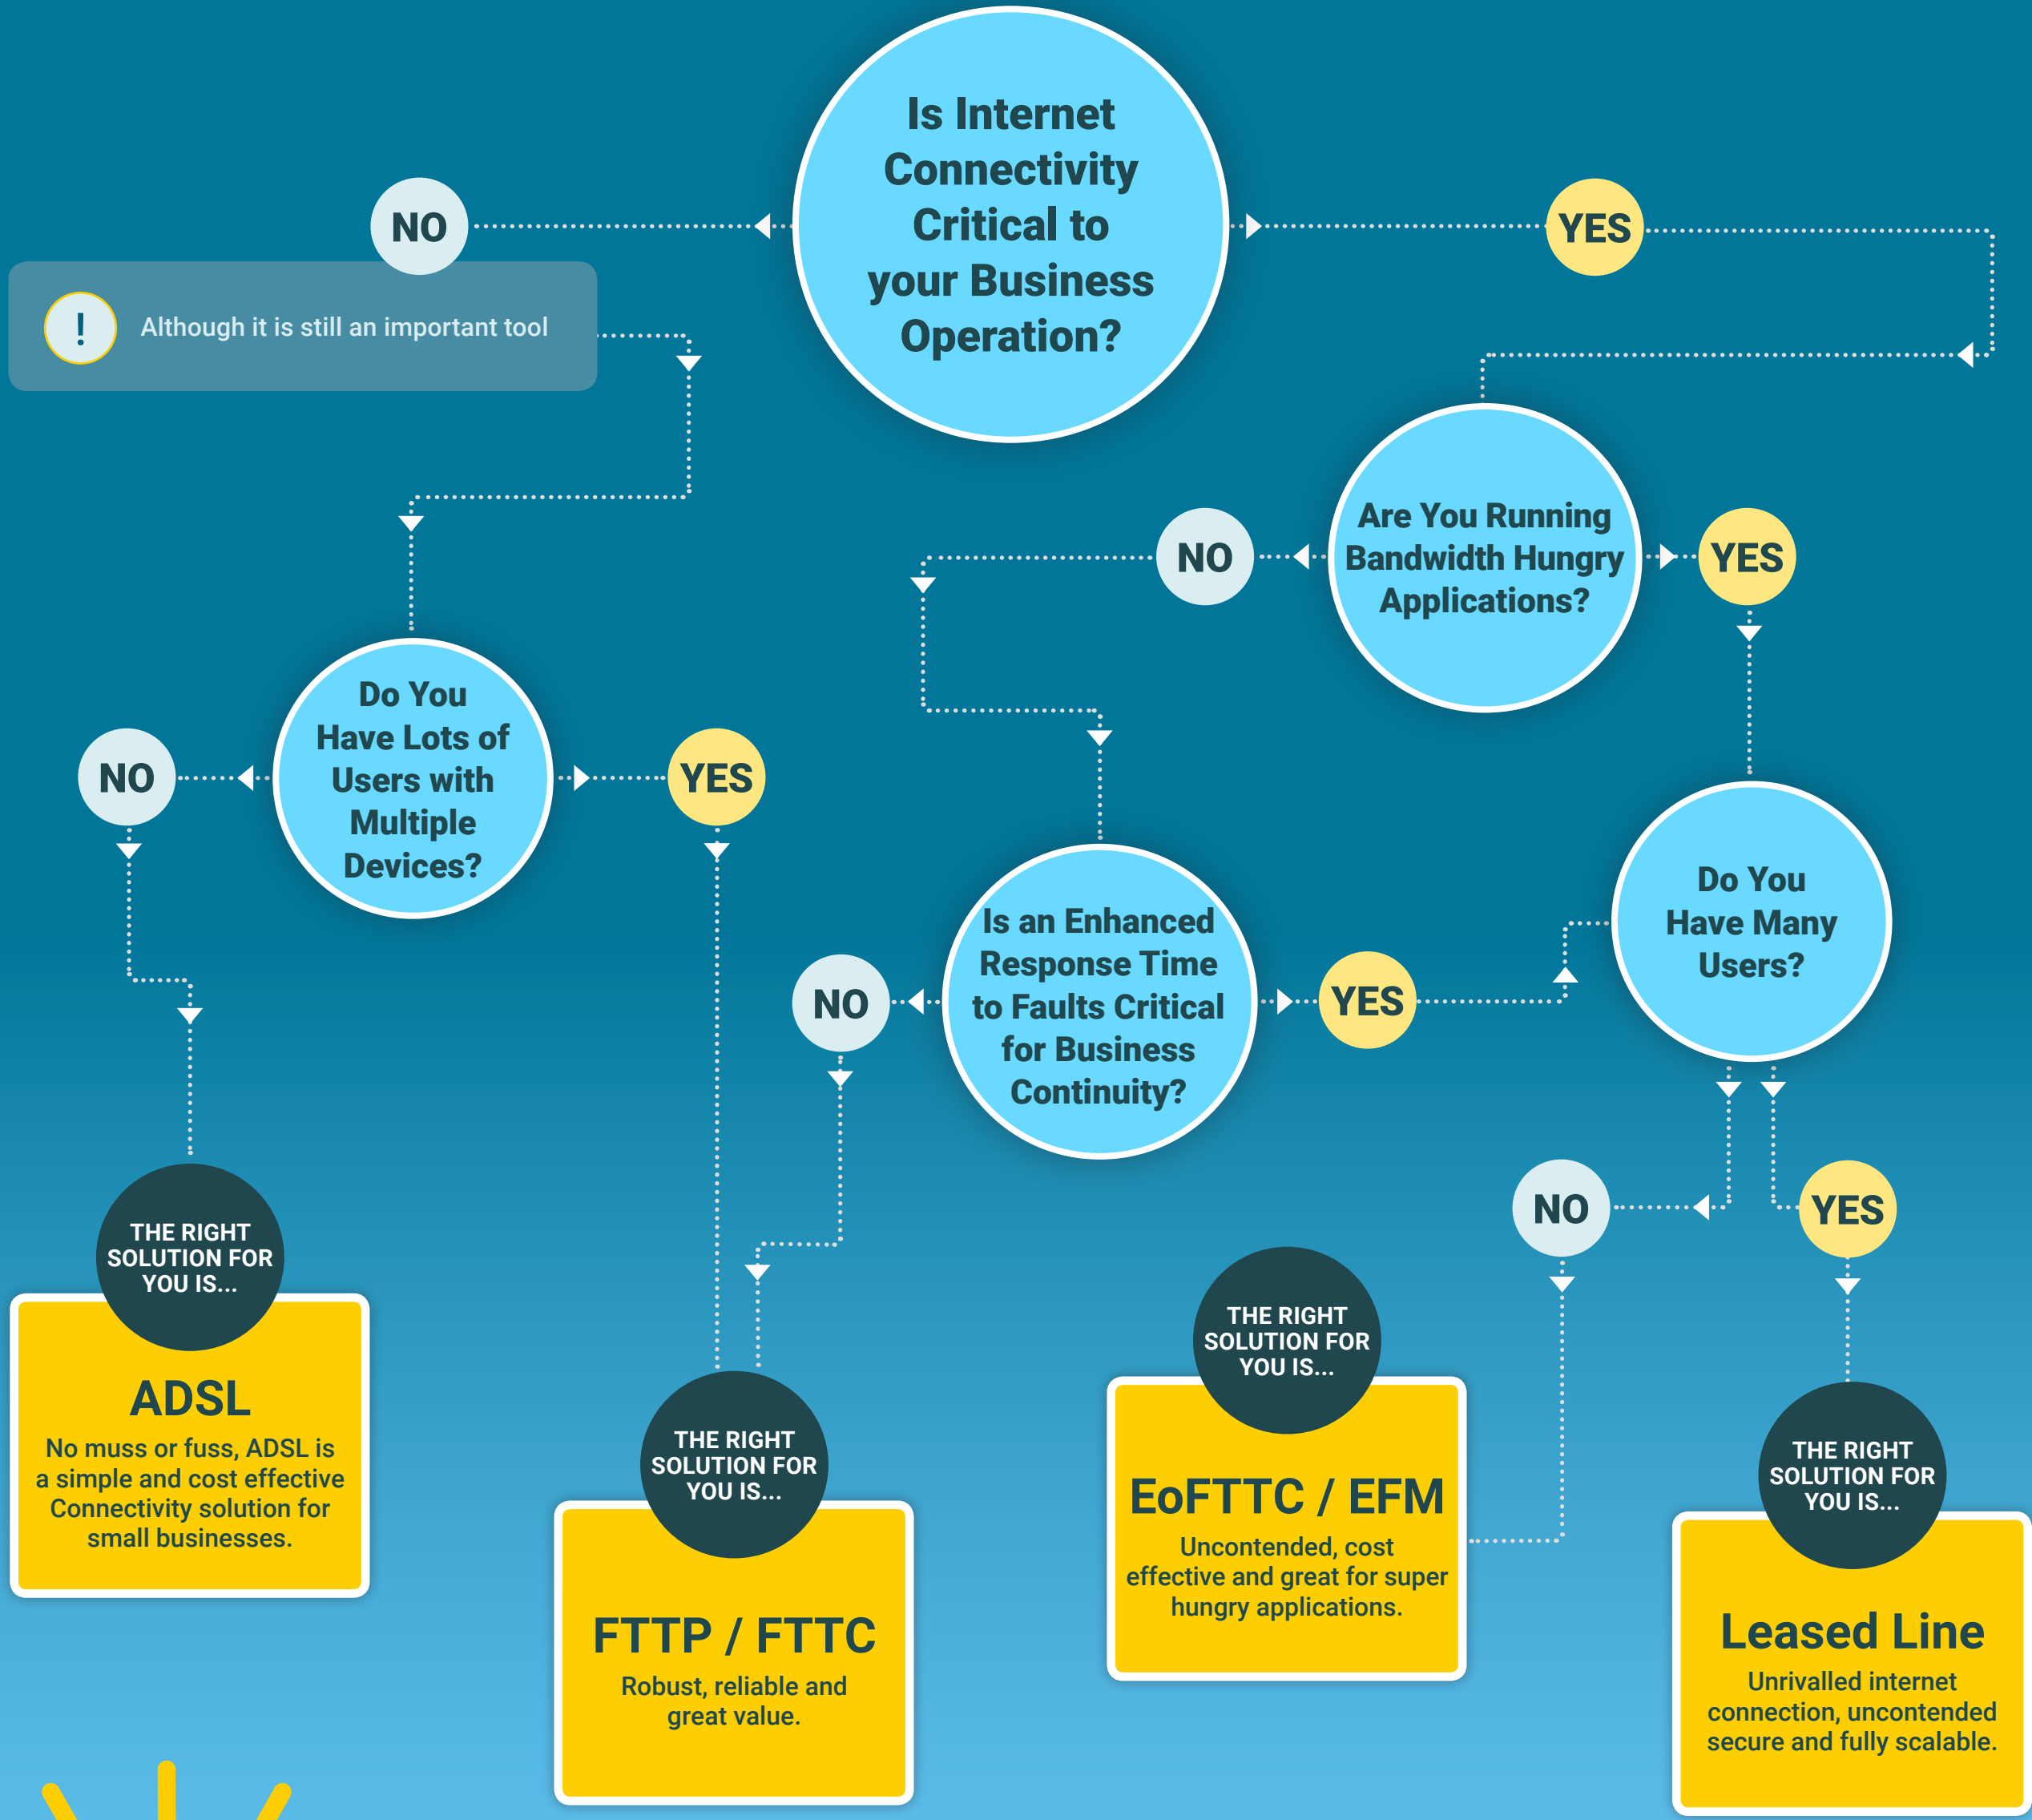 Is Internet
Connectivity
Critical to
your Business
Operation?
NO
YES
!
Although it is still an important tool
Are You Running
Bandwidth Hungry
Applications?
NO
YES
Do You
Have Lots of
Users with
Multiple
Devices?
NO
YES
Is an Enhanced
Response Time
to Faults Critical
for Business
Continuity?
NO
YES
Do You
Have Many
Users?
NO
YES
THE RIGHT
SOLUTION FOR
YOU IS...
ADSL
No muss or fuss, ADSL is
a simple and cost effective
Connectivity solution for
small businesses.
THE RIGHT
SOLUTION FOR
YOU IS...
FTTP / FTTC
Robust, reliable and
great value.
THE RIGHT
SOLUTION FOR
YOU IS...
EoFTTC / EFM
Uncontended, cost
effective and great for super
hungry applications.
THE RIGHT
SOLUTION FOR
YOU IS...
Leased Line
Unrivalled internet
connection, uncontended
secure and fully scalable.